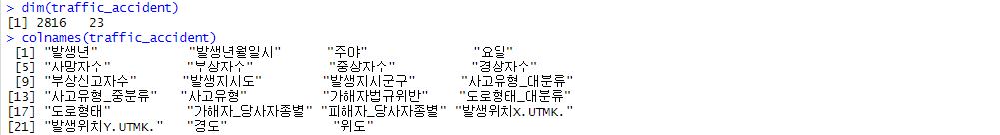 > dim(traffic_accident)
[1] 2816   23
> colnames(traffic_accident)
[1] "발생년" "발생년월일시" "주야" "요일"
[5] "사망자수" "부상자수" "중상자수" "경상자수"
[9] "부상신고자수" "발생지시도" "발생지시군구" "사고유형_대분류"
[13] "사고유형_중분류" "사고유형" "가해자법규위반" "도로형태_대분류"
[17] "도로형태" "가해자_당사자종별" "피해자_당사자종별" "발생위치X.UTMK."
[21] "발생위치Y.UTMK." "경도" "위도"